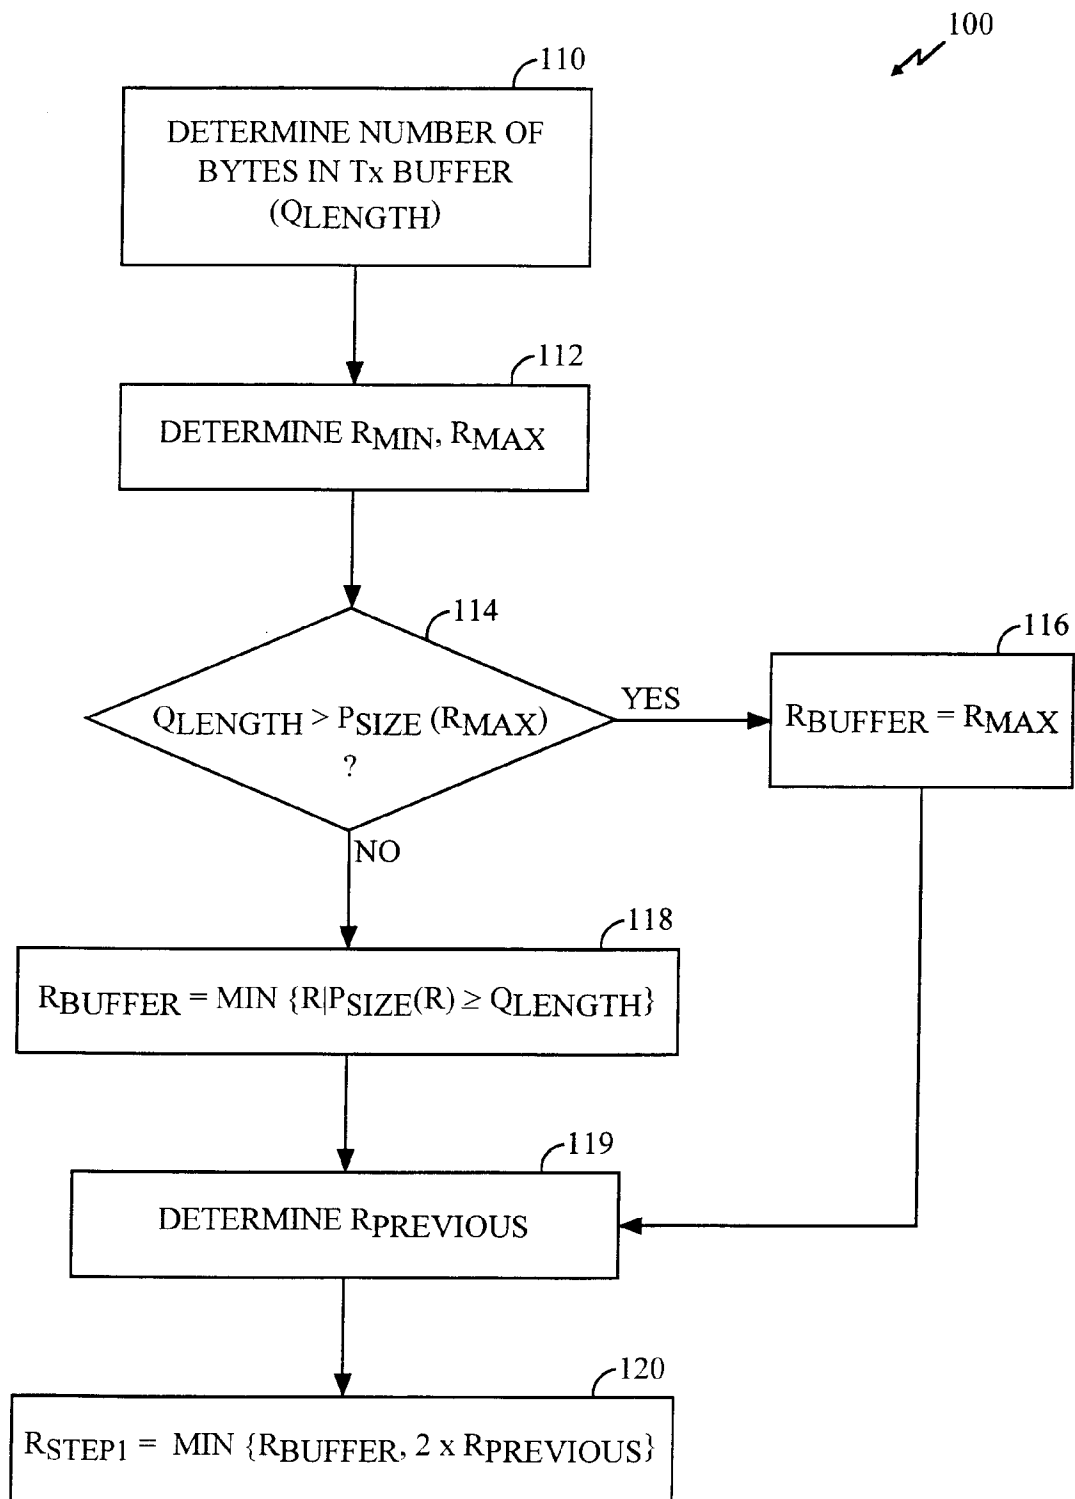 100
110
DETERMINE NUMBER OF
BYTES IN Tx BUFFER
(QLENGTH)
112
DETERMINE RMIN, RMAX
114
QLENGTH > PSIZE (RMAX)
?
YES
116
RBUFFER = RMAX
NO
118
RBUFFER = MIN {R|PSIZE(R) ≥ QLENGTH}
119
DETERMINE RPREVIOUS
120
RSTEP1 = MIN {RBUFFER, 2 x RPREVIOUS}